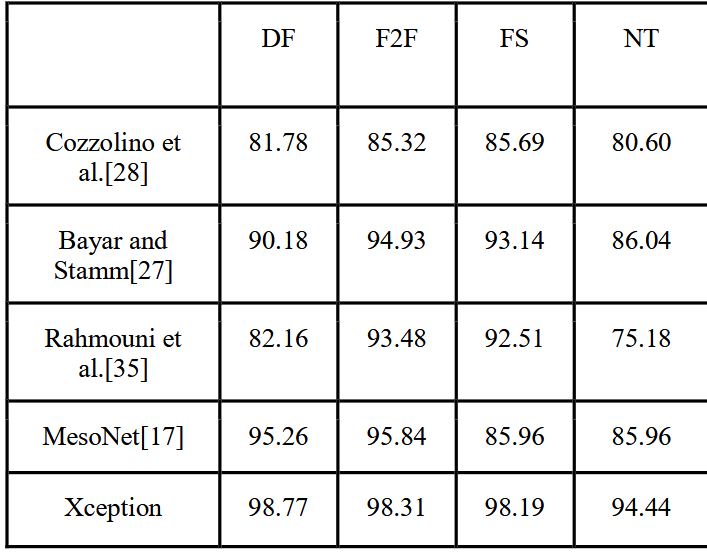 DF F2F FS NT
Cozzolino et
al.[28] 81.78 85.32 85.69 80.60
Bayar and
Stamm[27] 90.18 94.93 93.14 86.04
Rahmouni et
al.[35] 82.16 93.48 92.51 75.18
MesoNet[17] 95.26 95.84 85.96 85.96
Xception 98.77 98.31 98.19 94.44